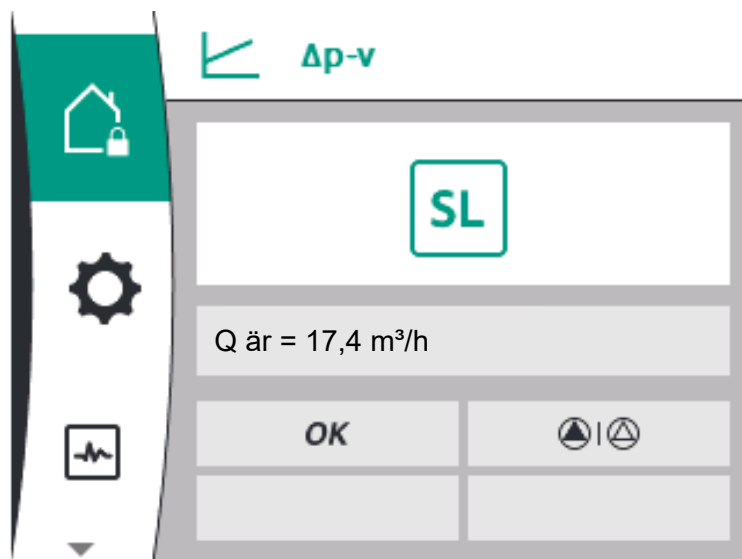 Δp-v
SL
Q är = 17,4 m³/h
OK